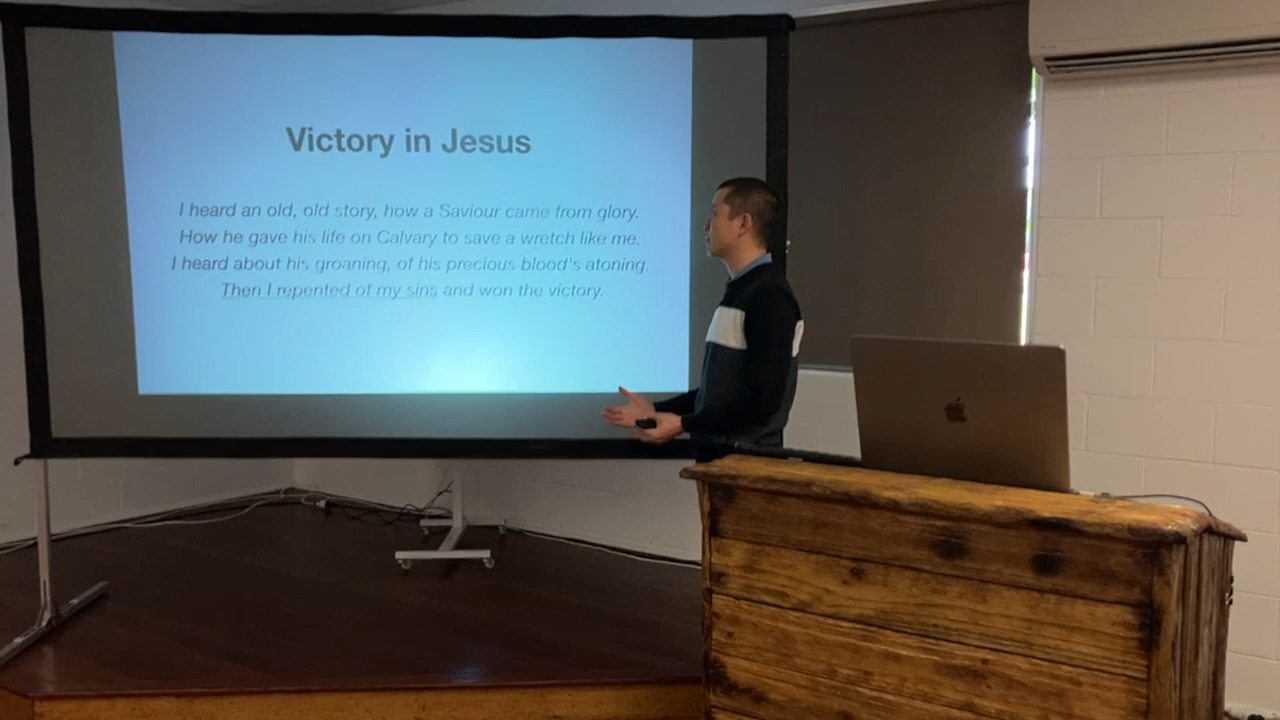 Victory in Jesus
I heard an old, old story, how a Saviour came from glory.
How he gave his life on Calvary to save a wretch like me.
I heard about his groaning, of his precious blood's atoning.
Then I repented of my sins and won the victory.